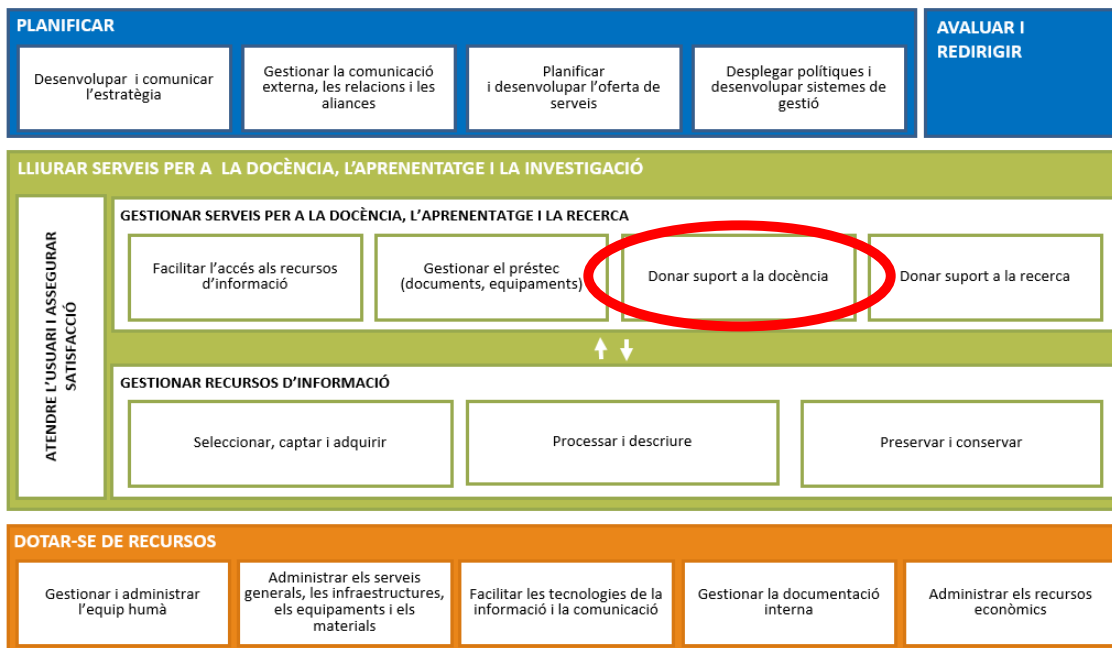 PLANIFICAR
Desenvolupar i comunicar
l'estratègia
Gestionar la comunicació
externa, les relacions i les
aliances
Planificar
i desenvolupar l'oferta de
serveis
Desplegar polítiques i
desenvolupar sistemes de
gestió
AVALUAR I
REDIRIGIR
LLIURAR SERVEIS PER A LA DOCÈNCIA, L'APRENENTATGE I LA INVESTIGACIÓ
ATENDRE L'USUARI I ASSEGURAR
SATISFACCIÓ
GESTIONAR SERVEIS PER A LA DOCÈNCIA, L'APRENENTATGE I LA RECERCA
Facilitar l'accés als recursos
d'informació
Gestionar el préstec
(documents, equipaments)
Donar suport a la docència
Donar suport a la recerca
GESTIONAR RECURSOS D'INFORMACIÓ
Seleccionar, captar i adquirir
Processar i descriure
Preservar i conservar
DOTAR-SE DE RECURSOS
Gestionar i administrar
l'equip humà
Administrar els serveis
generals, les infraestructures,
els equipaments i els
materials
Facilitar les tecnologies de la
informació i la comunicació
Gestionar la documentació
interna
Administrar els recursos
econòmics